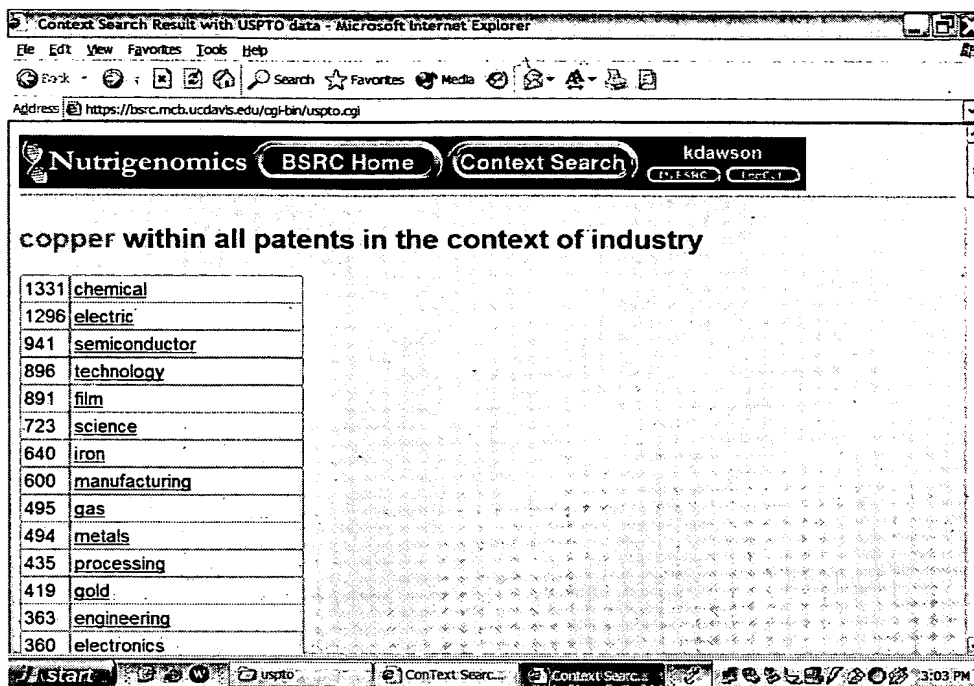 Context Search Result with USPTO data - Microsoft Internet Explorer
File Edit View Favorites Tools Help
Back Search Favorites Media
Address https://bsrc.mcb.ucdavis.edu/cgi-bin/uspto.cgi
Nutrigenomics BSRC Home Context Search kdawson
copper within all patents in the context of industry
1331 chemical
1296 electric
941 semiconductor
896 technology
891 film
723 science
640 iron
600 manufacturing
495 gas
494 metals
435 processing
419 gold
363 engineering
360 electronics
start uspto ConText Searc... Context Searc... 3:03 PM